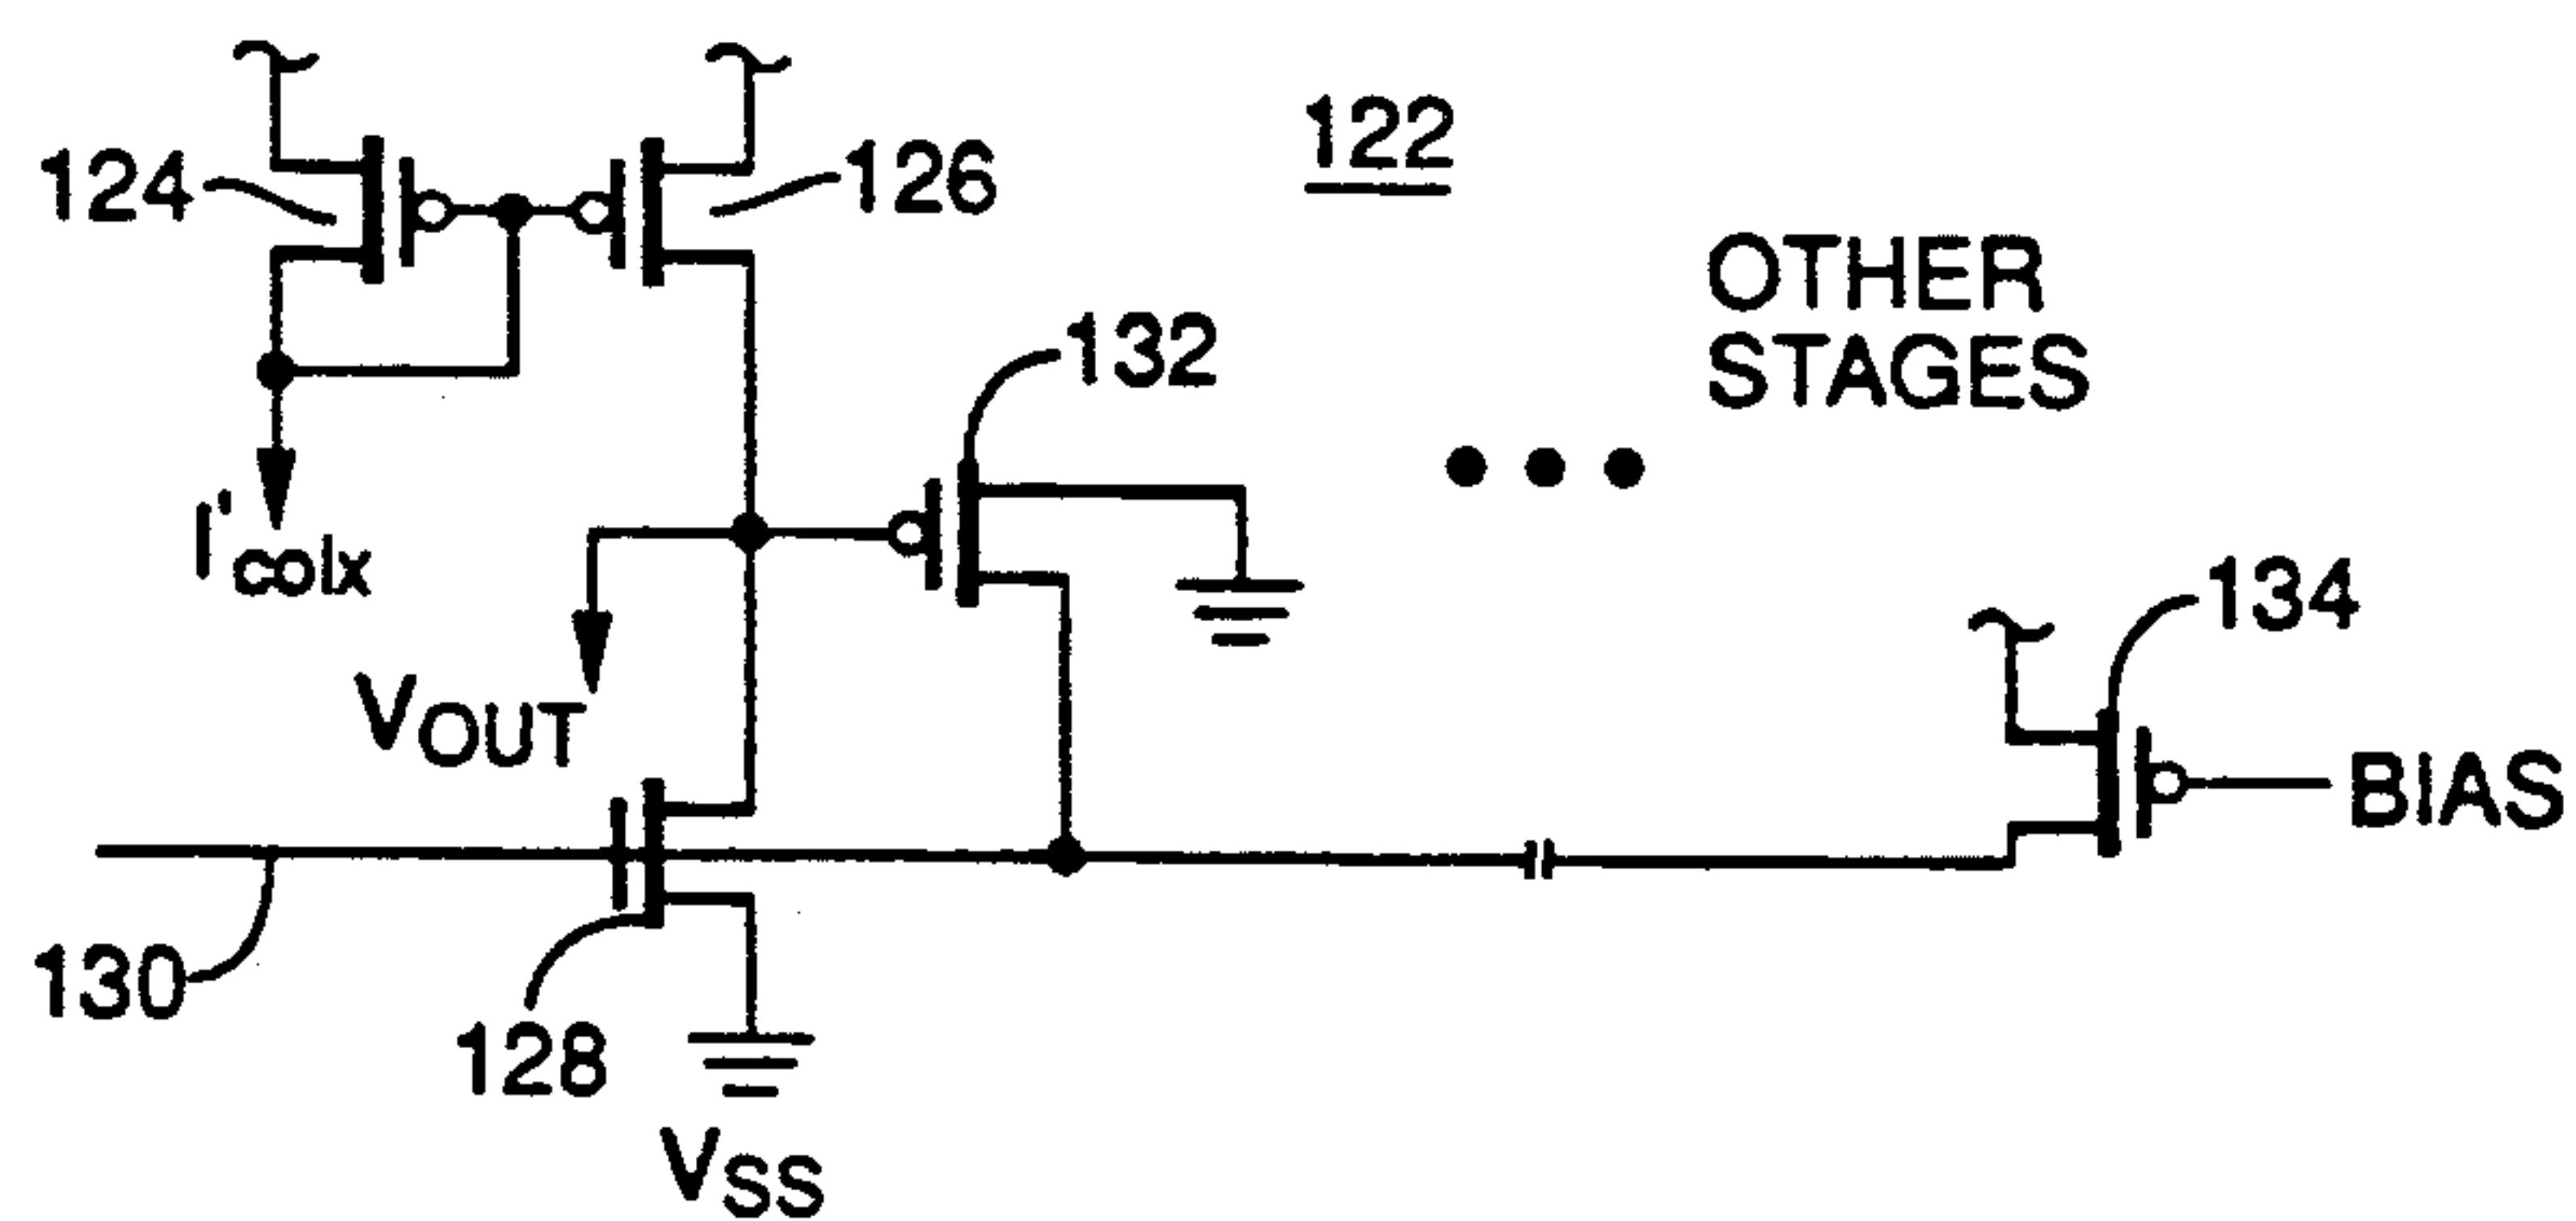 122
124
126
OTHER
STAGES
132
I'colx
134
VOUT
BIAS
130
128
VSS